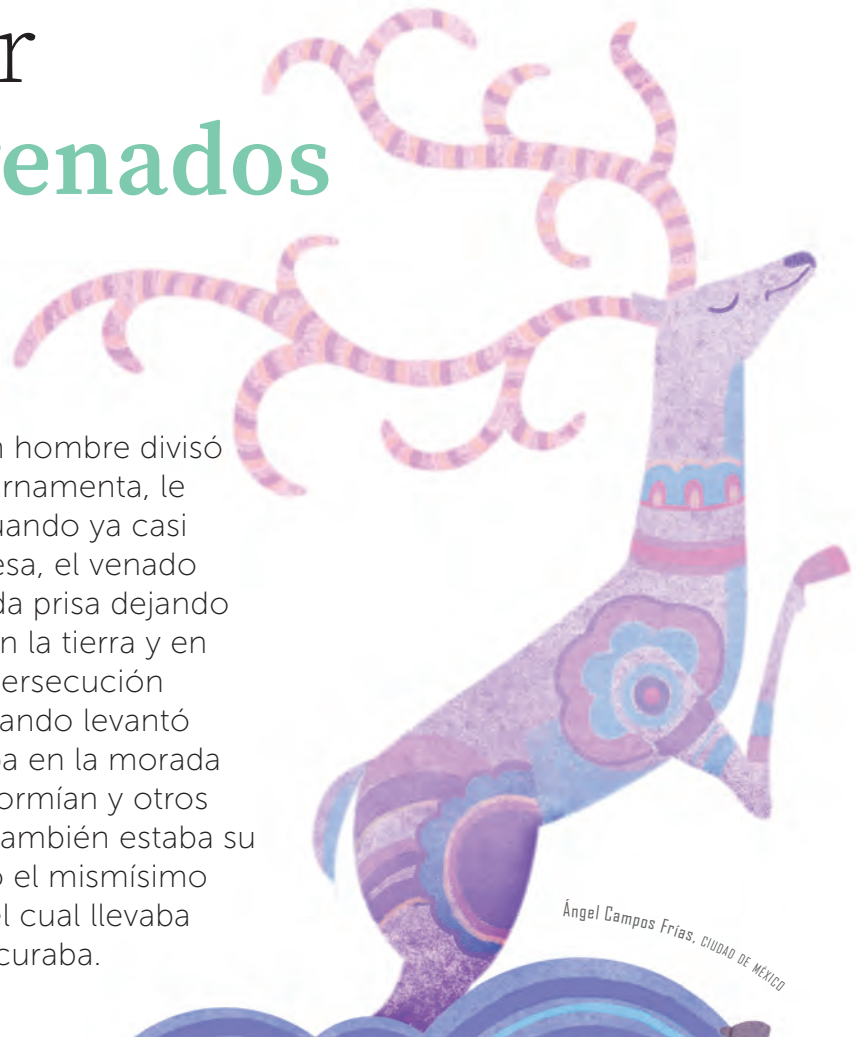 r
venados
n hombre divisó
rnamenta, le
uando ya casi
esa, el venado
da prisa dejando
n la tierra y en
ersecución
ando levantó
a en la morada
ormían y otros
también estaba su
o el mismísimo
el cual llevaba
curaba.
Ángel Campos Frías, CIUDAD DE MÉXICO